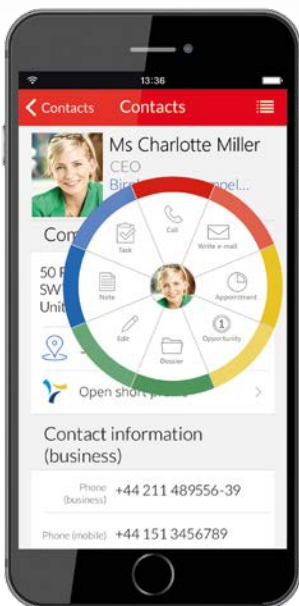 13:36
Contacts Contacts
Ms Charlotte Miller
CEO
Call
Task
Write e-mail
Note
Appointment
Edit
1
Opportunity
Dossier
50
SW
Unit
Open short
Contact information
(business)
Phone
(business) +44 211 489556-39
Phone (mobile) +44 151 3456789